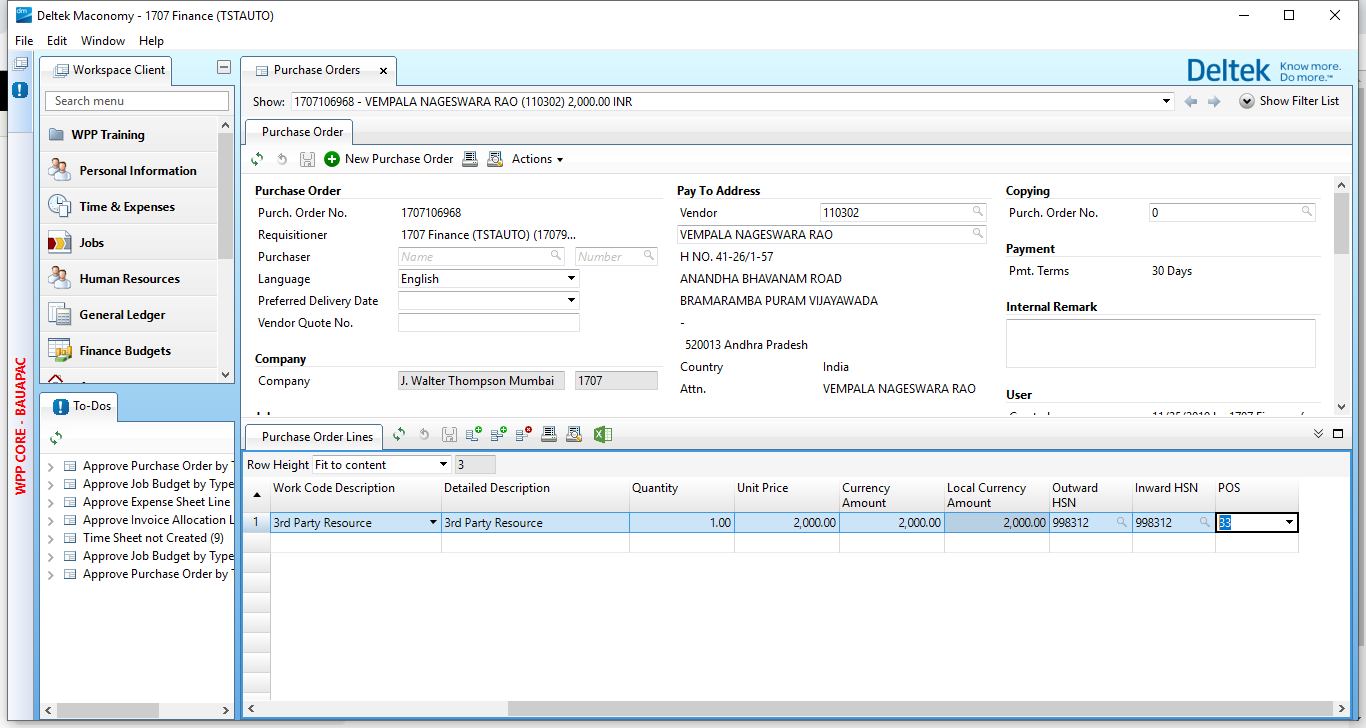 Deltek Maconomy - 1707 Finance (TSTAUTO)
File Edit Window Help
WPP CORE - BAUAPAC
Workspace Client
Search menu
WPP Training
Personal Information
Time & Expenses
Jobs
Human Resources
General Ledger
Finance Budgets
To-Dos
Approve Purchase Order by T
Approve Job Budget by Type
Approve Expense Sheet Line
Approve Invoice Allocation L
Time Sheet not Created (9)
Approve Job Budget by Type
Approve Purchase Order by T
Purchase Orders
Deltek Know more.
Do more.™
Show: 1707106968 - VEMPALA NAGESWARA RAO (110302) 2,000.00 INR
Show Filter List
Purchase Order
New Purchase Order Actions
Purchase Order
Purch. Order No. 1707106968
Requisitioner 1707 Finance (TSTAUTO) (17079...
Purchaser Name Number
Language English
Preferred Delivery Date
Vendor Quote No.
Company
Company J. Walter Thompson Mumbai 1707
Pay To Address
Vendor 110302
VEMPALA NAGESWARA RAO
H NO. 41-26/1-57
ANANDHA BHAVANAM ROAD
BRAMARAMBA PURAM VIJAYAWADA
-
520013 Andhra Pradesh
Country India
Attn. VEMPALA NAGESWARA RAO
Copying
Purch. Order No. 0
Payment
Pmt. Terms 30 Days
Internal Remark
User
Purchase Order Lines
Row Height Fit to content 3
Work Code Description Detailed Description Quantity Unit Price Currency Amount Local Currency Amount Outward HSN Inward HSN POS
1 3rd Party Resource 3rd Party Resource 1.00 2,000.00 2,000.00 2,000.00 998312 998312 33